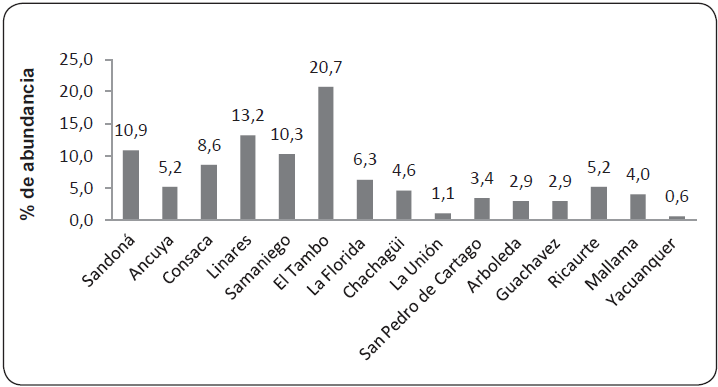 % de abundancia
25,0
20,0
15,0
10,0
5,0
0,0
10,9
5,2
8,6
13,2
10,3
20,7
6,3
4,6
1,1
3,4
2,9
2,9
5,2
4,0
0,6
Sandoná
Ancuya
Consaca
Linares
Samaniego
El Tambo
La Florida
Chachagüi
La Unión
San Pedro de Cartago
Arboleda
Guachavez
Ricaurte
Mallama
Yacuanquer